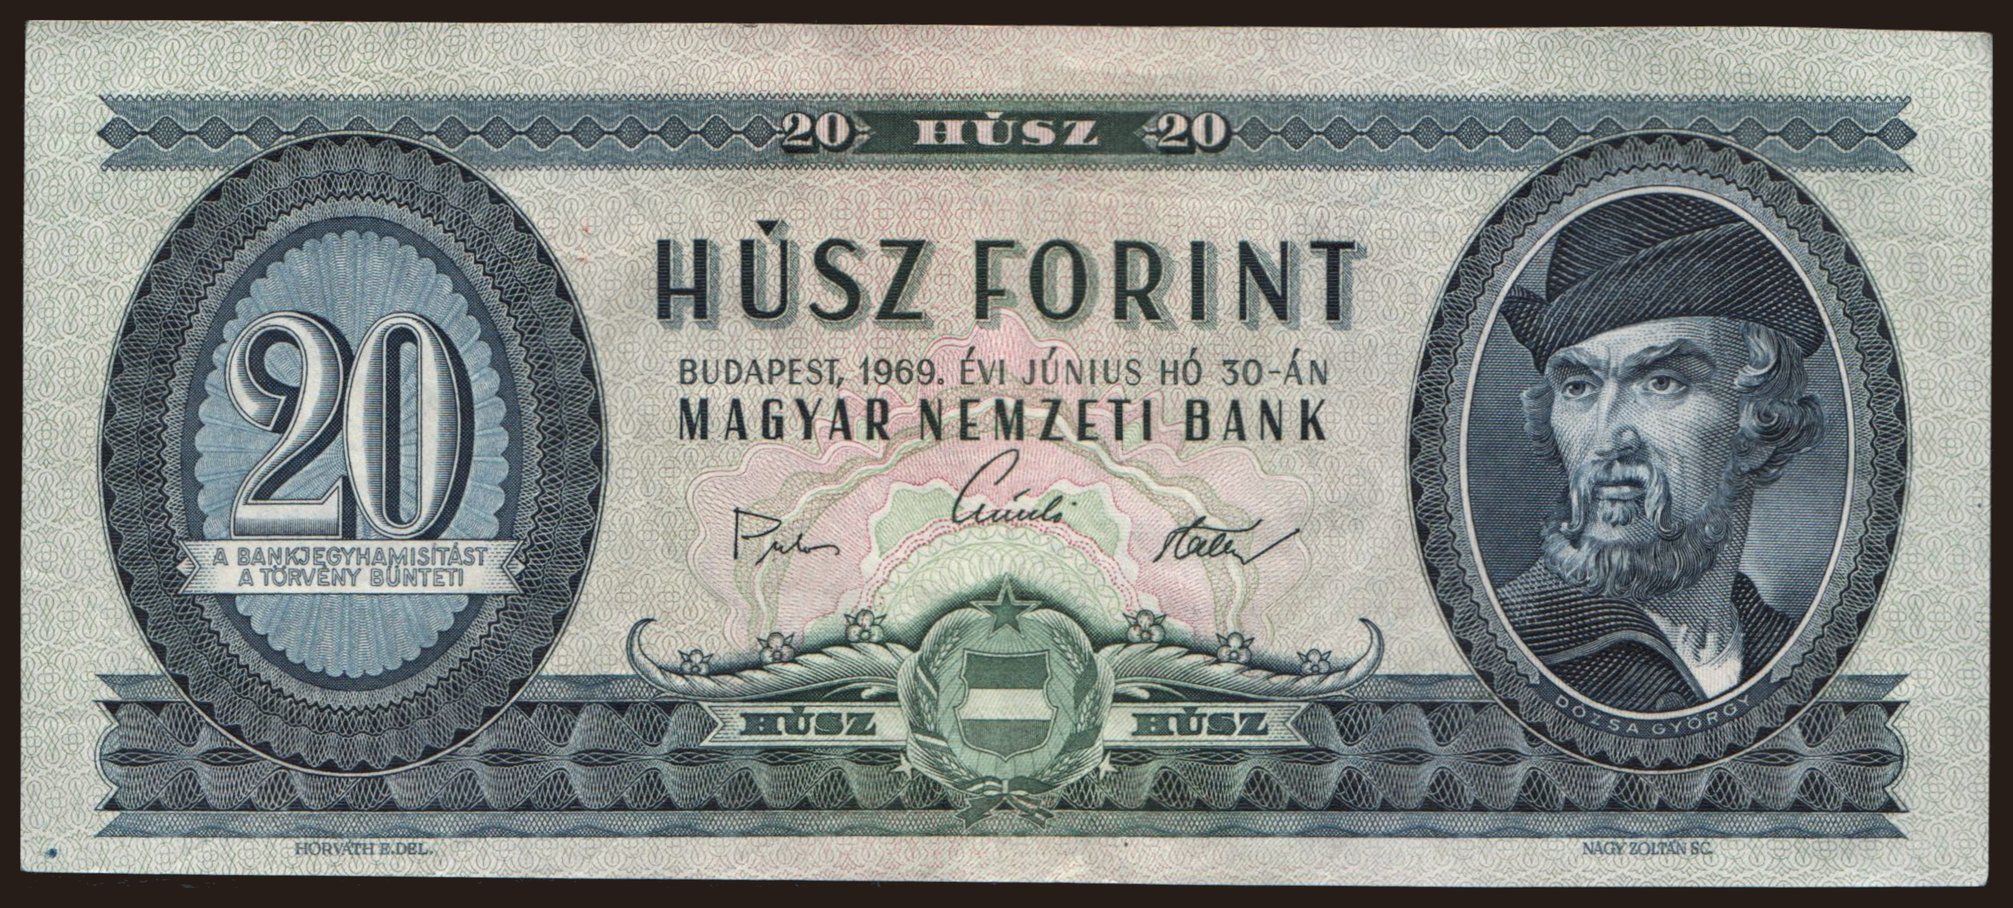 20 HÚSZ 20
HÚSZ FORINT
BUDAPEST, 1969. ÉVI JÚNIUS HÓ 30-ÁN
MAGYAR NEMZETI BANK
20
A BANKJEGYHAMISÍTÁST
A TÖRVÉNY BÜNTETI
HÚSZ HÚSZ
DÓZSA GYÖRGY
HORVÁTH E. DEL.
NAGY ZOLTÁN SC.